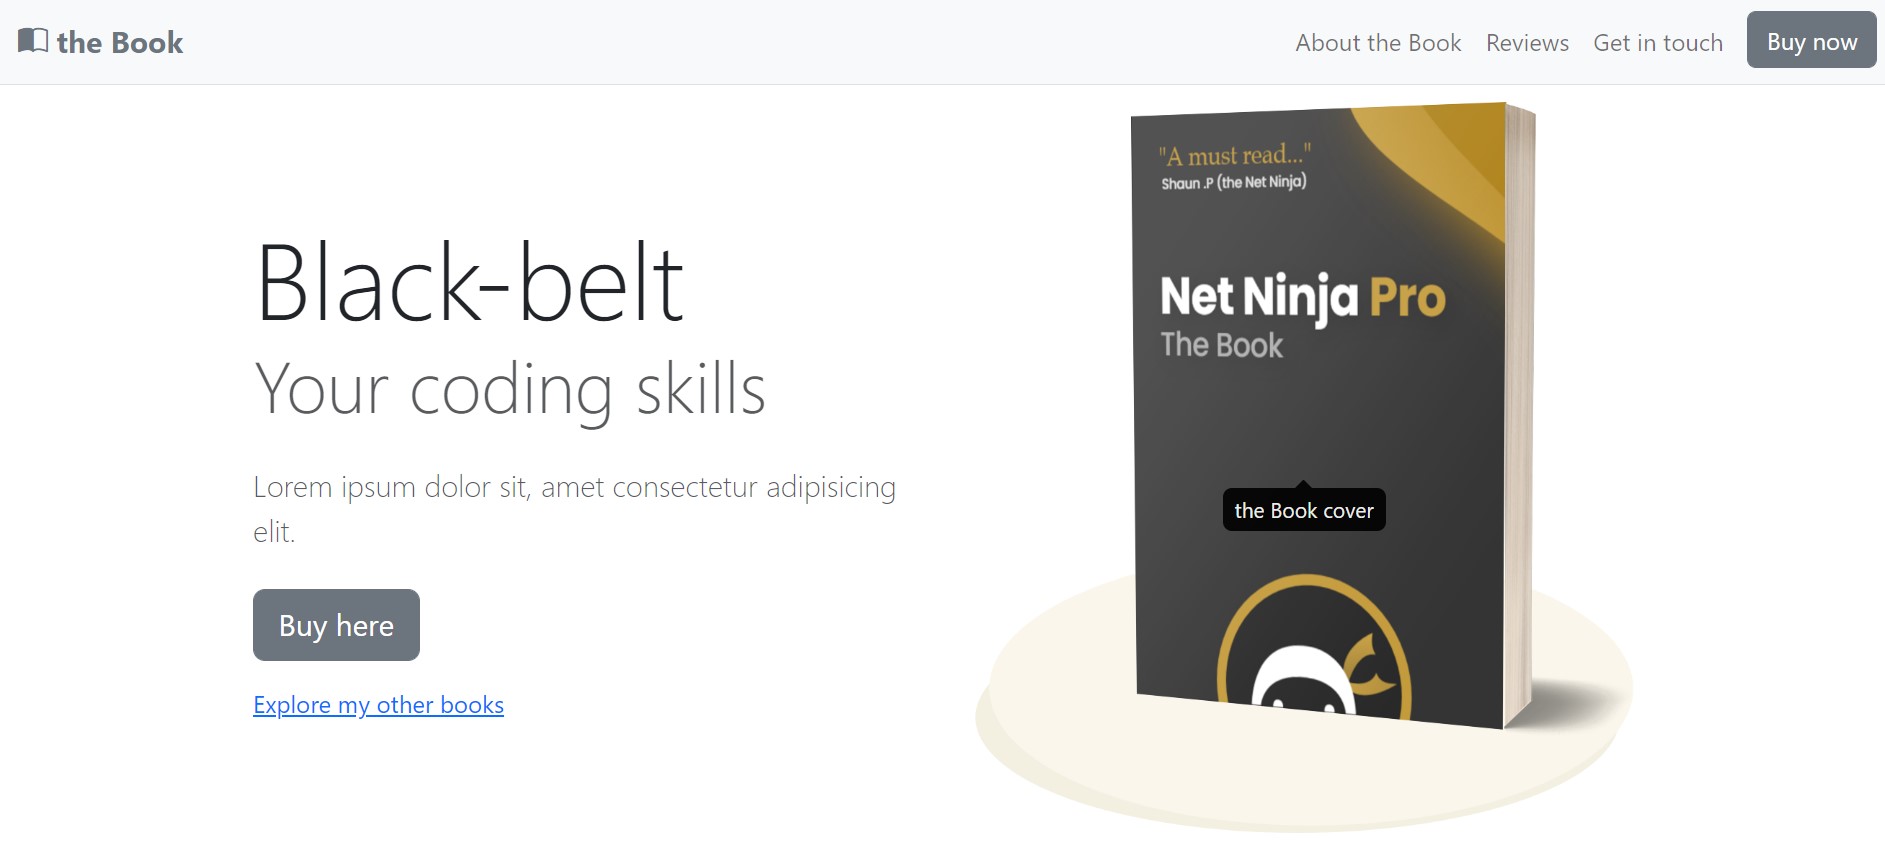 the Book
About the Book
Reviews
Get in touch
Buy now
Black-belt
Your coding skills
Lorem ipsum dolor sit, amet consectetur adipisicing
elit.
Buy here
Explore my other books
"A must read..."
Shaun .P (the Net Ninja)
Net Ninja Pro
The Book
the Book cover